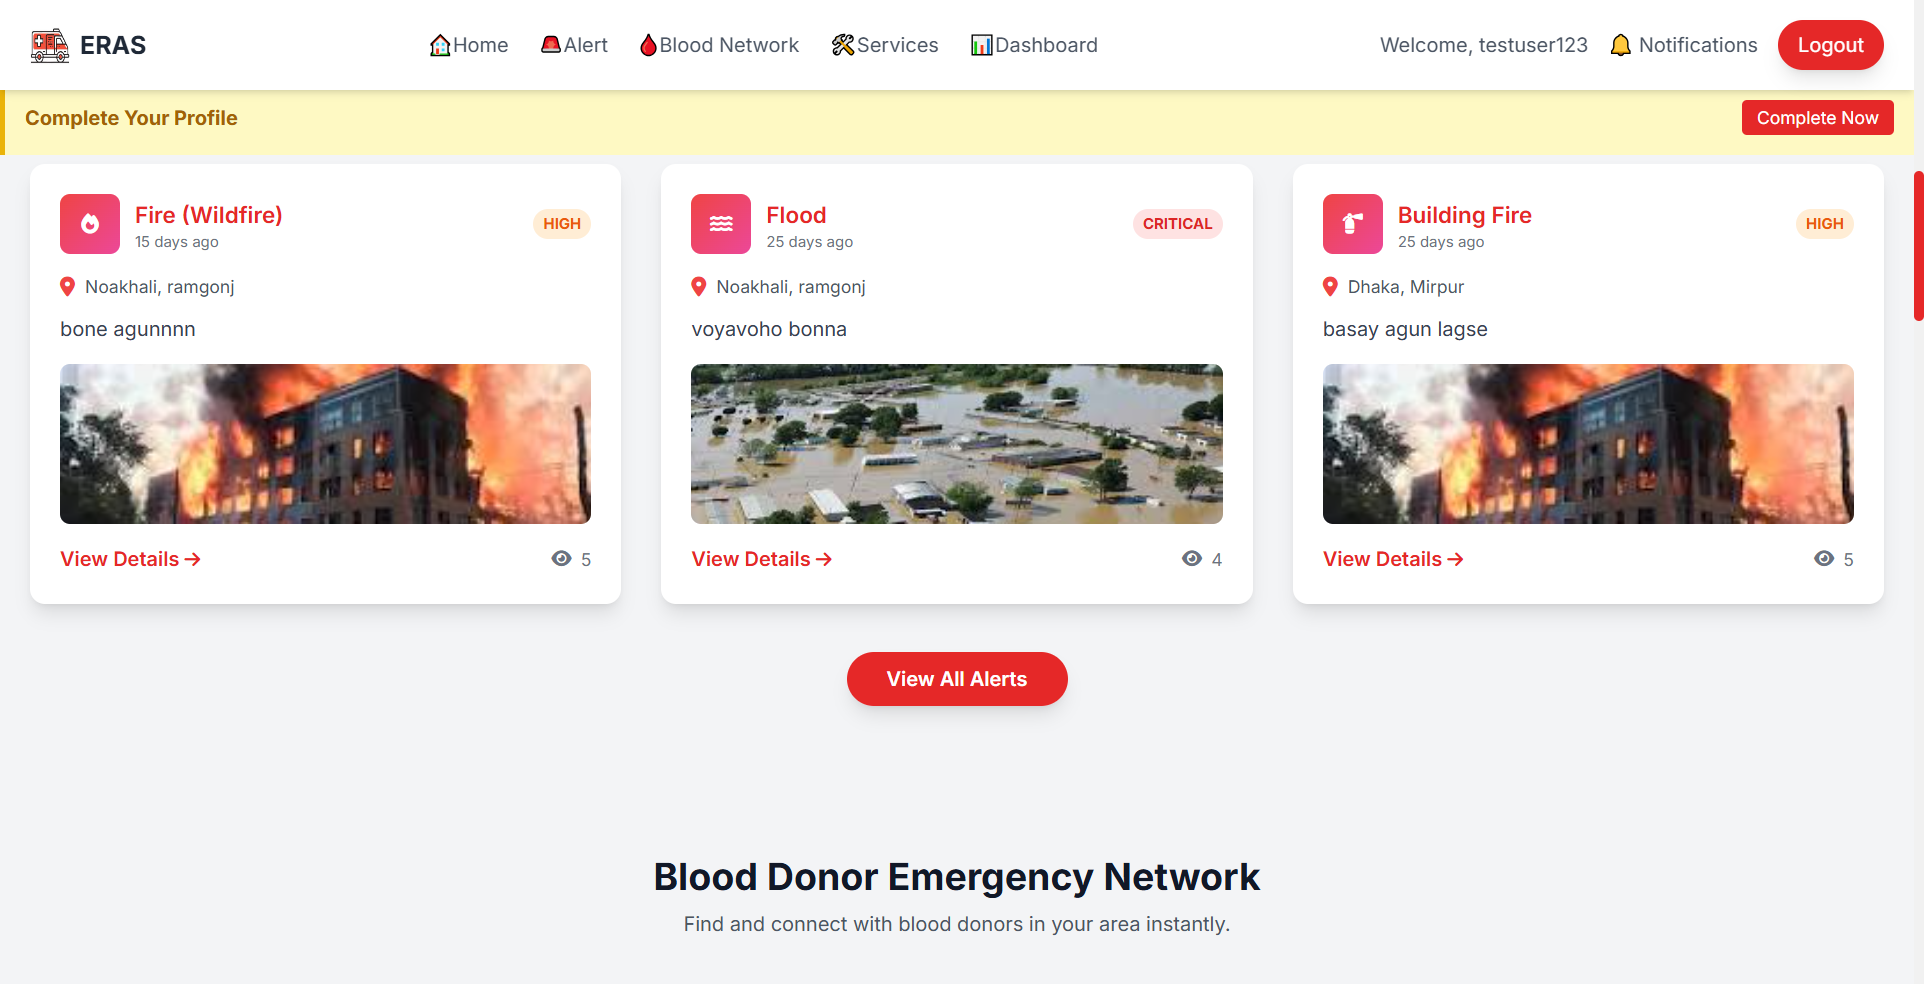 ERAS
Home
Alert
Blood Network
Services
Dashboard
Welcome, testuser123
Notifications
Logout
Complete Your Profile
Complete Now
Fire (Wildfire)
15 days ago
HIGH
Noakhali, ramgonj
bone agunnnn
View Details →
5
Flood
25 days ago
CRITICAL
Noakhali, ramgonj
voyavoho bonna
View Details →
4
Building Fire
25 days ago
HIGH
Dhaka, Mirpur
basay agun lagse
View Details →
5
View All Alerts
Blood Donor Emergency Network
Find and connect with blood donors in your area instantly.